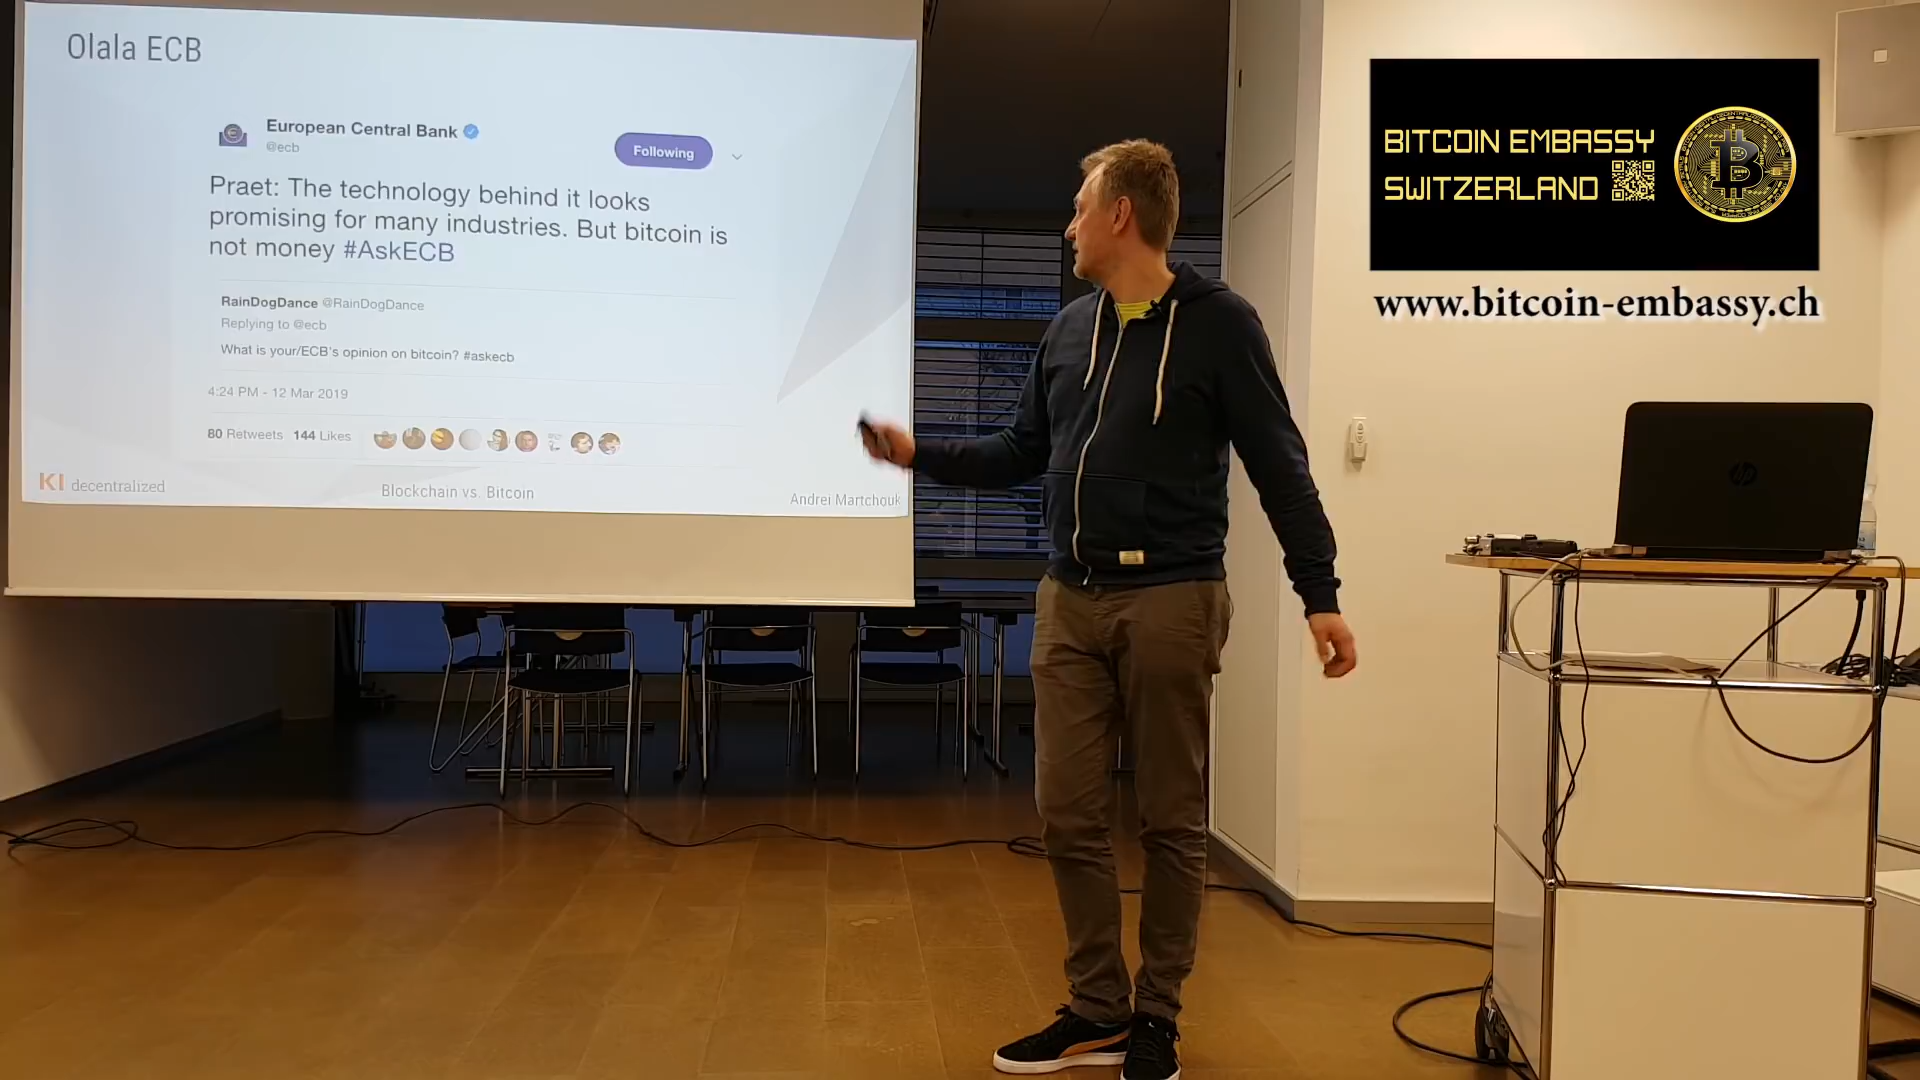 Olala ECB
European Central Bank
@ecb
Following
Praet: The technology behind it looks
promising for many industries. But bitcoin is
not money #AskECB
RainDogDance @RainDogDance
Replying to @ecb
What is your/ECB's opinion on bitcoin? #askecb
4:24 PM - 12 Mar 2019
80 Retweets 144 Likes
KI decentralized
Blockchain vs. Bitcoin
Andrei Martchouk
BITCOIN EMBASSY
SWITZERLAND
www.bitcoin-embassy.ch
hp